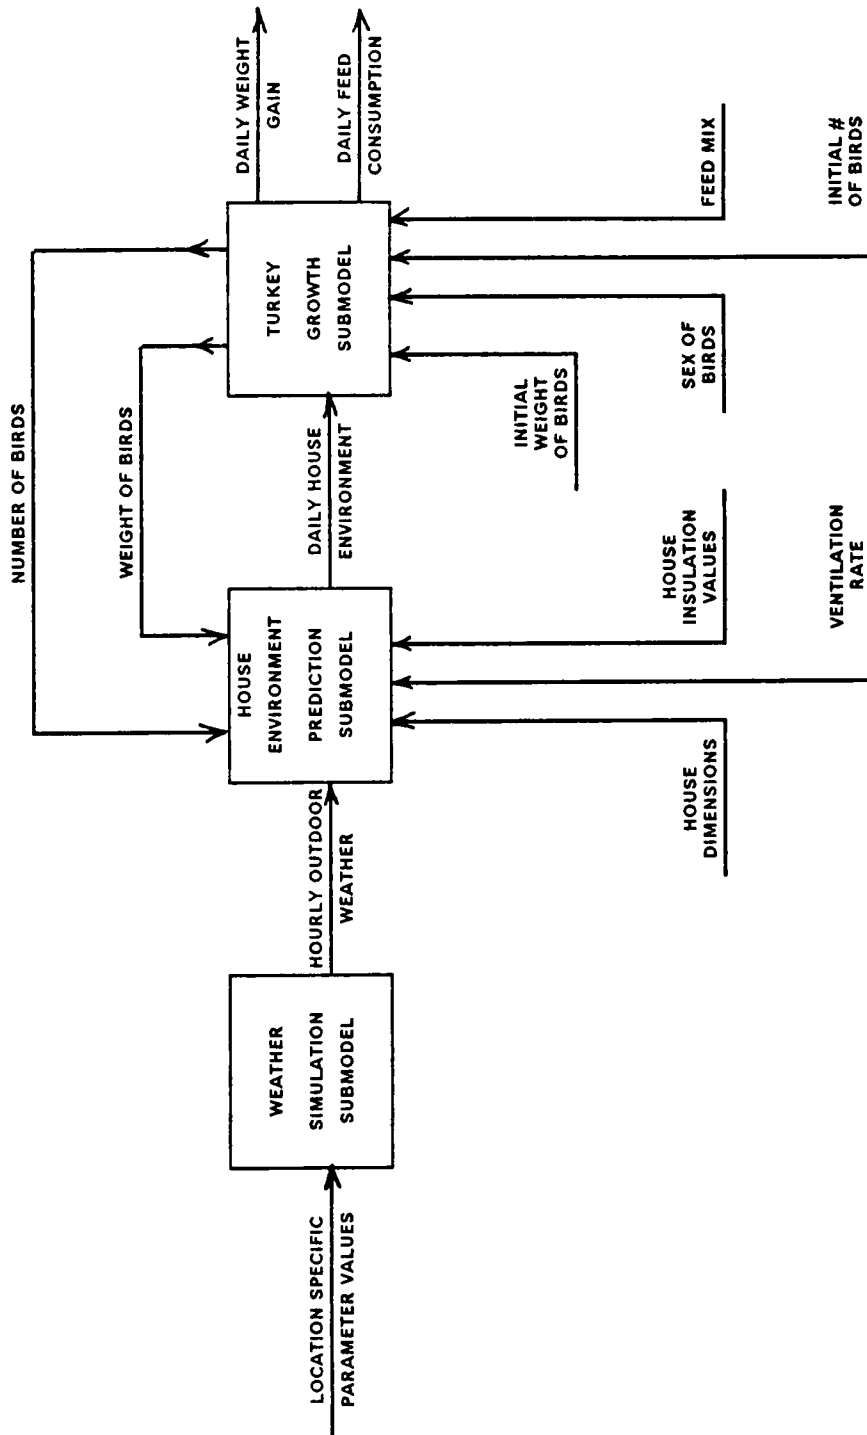 NUMBER OF BIRDS
WEIGHT OF BIRDS
LOCATION SPECIFIC
PARAMETER VALUES
WEATHER
SIMULATION
SUBMODEL
HOURLY OUTDOOR
WEATHER
HOUSE
ENVIRONMENT
PREDICTION
SUBMODEL
DAILY HOUSE
ENVIRONMENT
TURKEY
GROWTH
SUBMODEL
DAILY WEIGHT
GAIN
DAILY FEED
CONSUMPTION
INITIAL
WEIGHT
OF BIRDS
HOUSE
DIMENSIONS
HOUSE
INSULATION
VALUES
SEX OF
BIRDS
FEED MIX
VENTILATION
RATE
INITIAL #
OF BIRDS